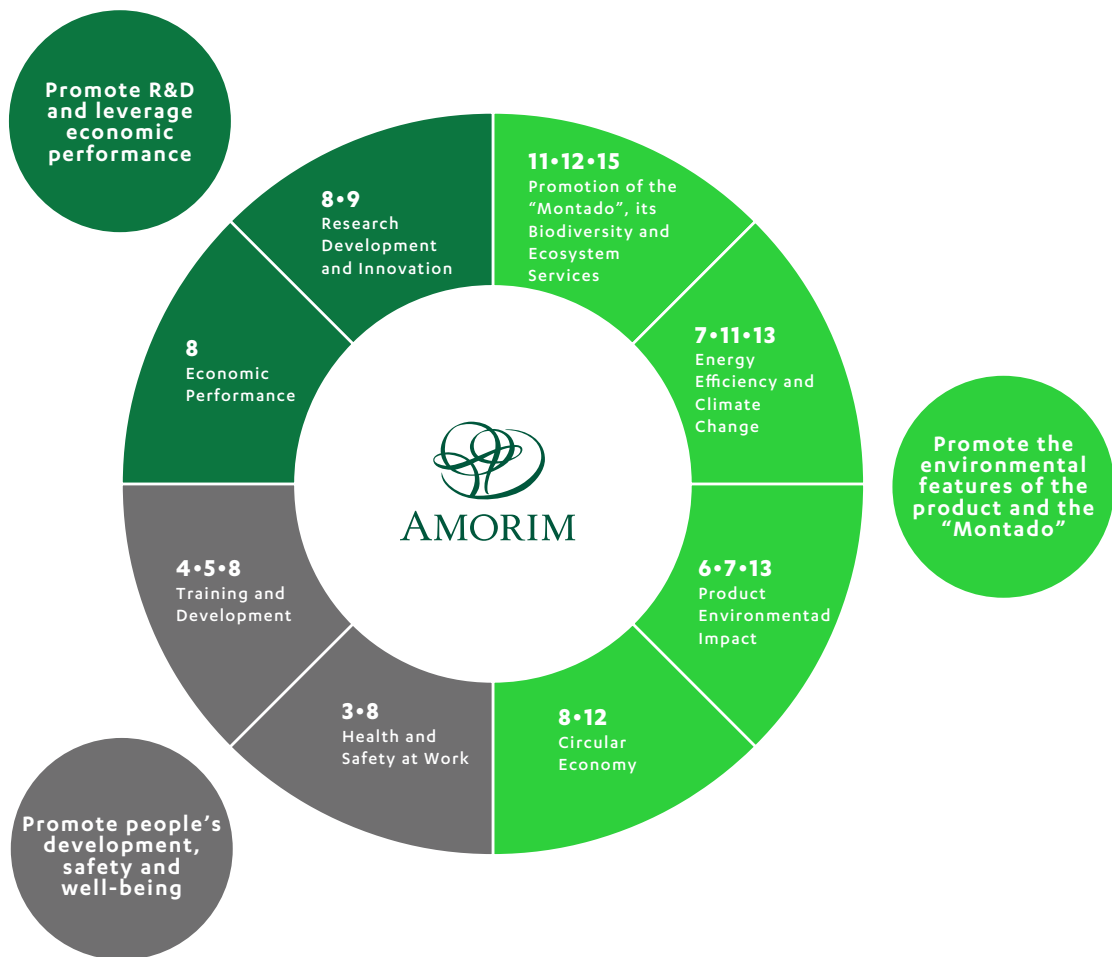 Promote R&D
and leverage
economic
performance
11•12•15
Promotion of the
“Montado”, its
Biodiversity and
Ecosystem
Services
8•9
Research
Development
and Innovation
7•11•13
Energy
Efficiency and
Climate
Change
8
Economic
Performance
Promote the
environmental
features of the
product and the
“Montado”
AMORIM
4•5•8
Training and
Development
6•7•13
Product
Environmentad
Impact
3•8
Health and
Safety at Work
8•12
Circular
Economy
Promote people’s
development,
safety and
well-being